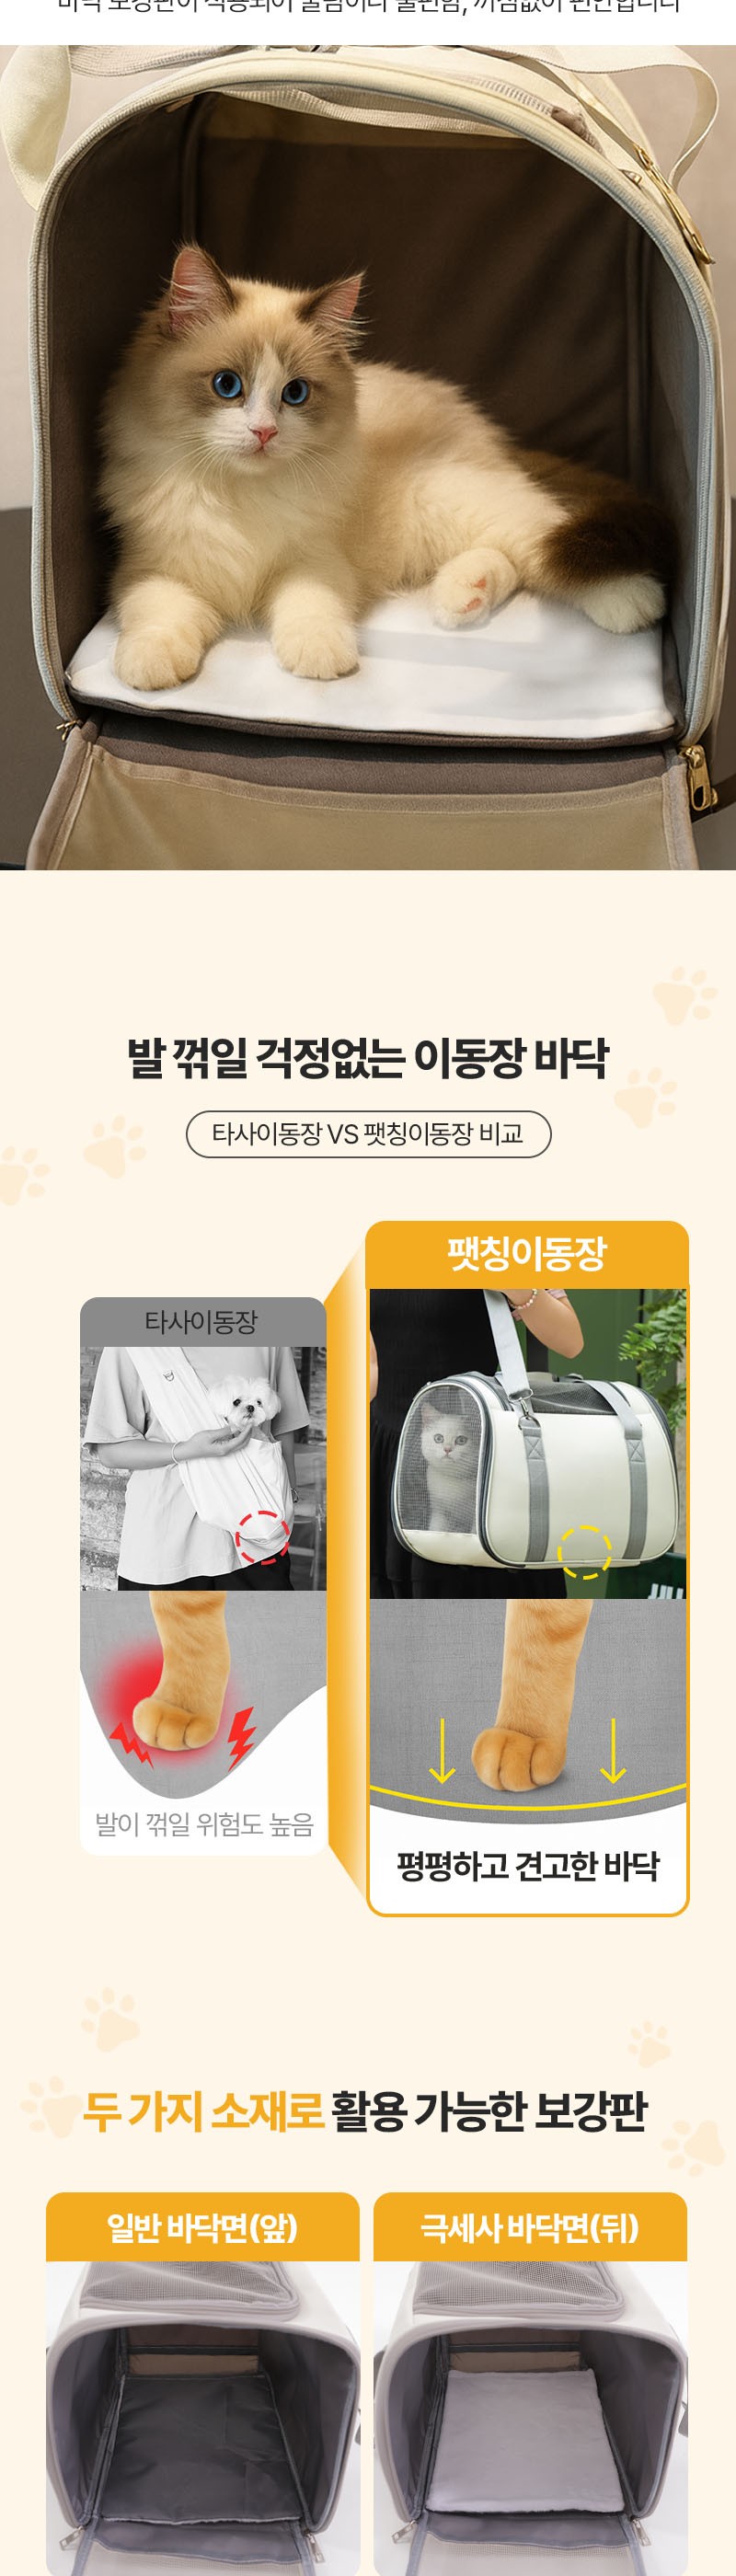 발 꺾일 걱정없는 이동장 바닥
타사이동장 VS 팻칭이동장 비교
팻칭이동장
타사이동장
발이 꺾일 위험도 높음
평평하고 견고한 바닥
두 가지 소재로 활용 가능한 보강판
일반 바닥면(앞)
극세사 바닥면(뒤)